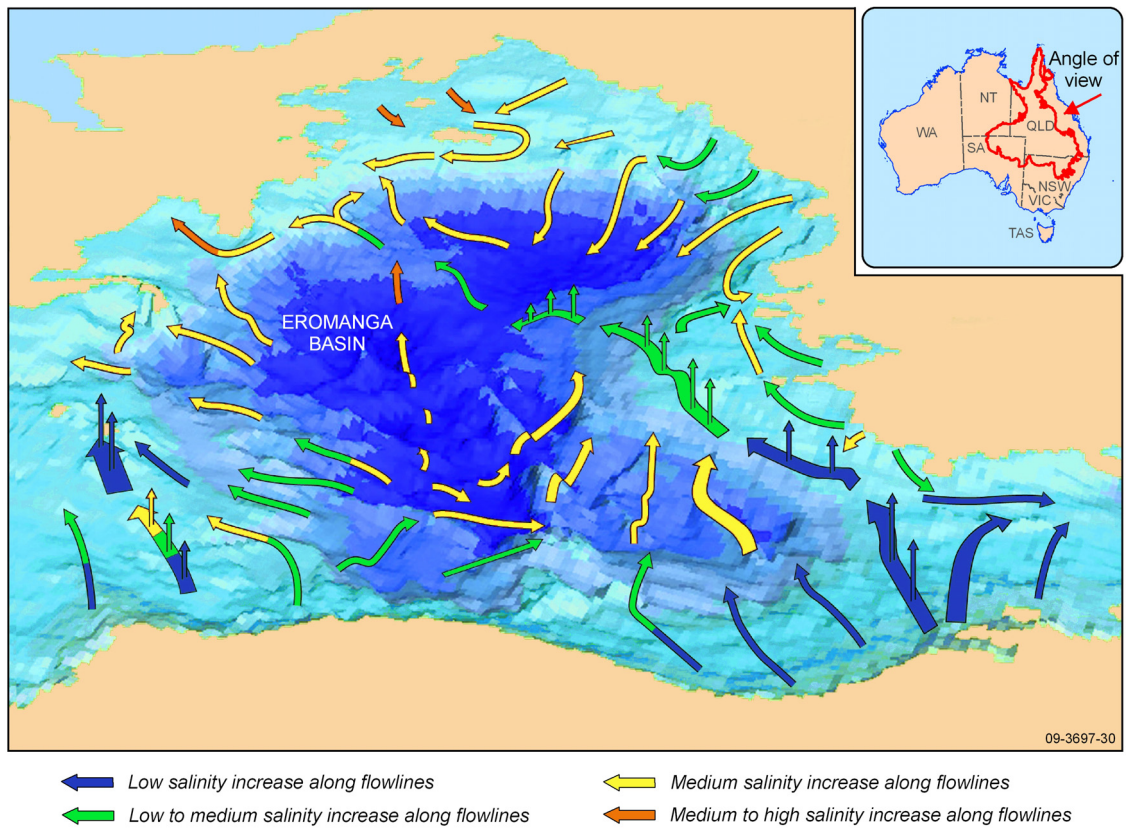 Angle of
view
NT
WA
QLD
SA
NSW
VIC
TAS
EROMANGA
BASIN
09-3697-30
Low salinity increase along flowlines
Medium salinity increase along flowlines
Low to medium salinity increase along flowlines
Medium to high salinity increase along flowlines